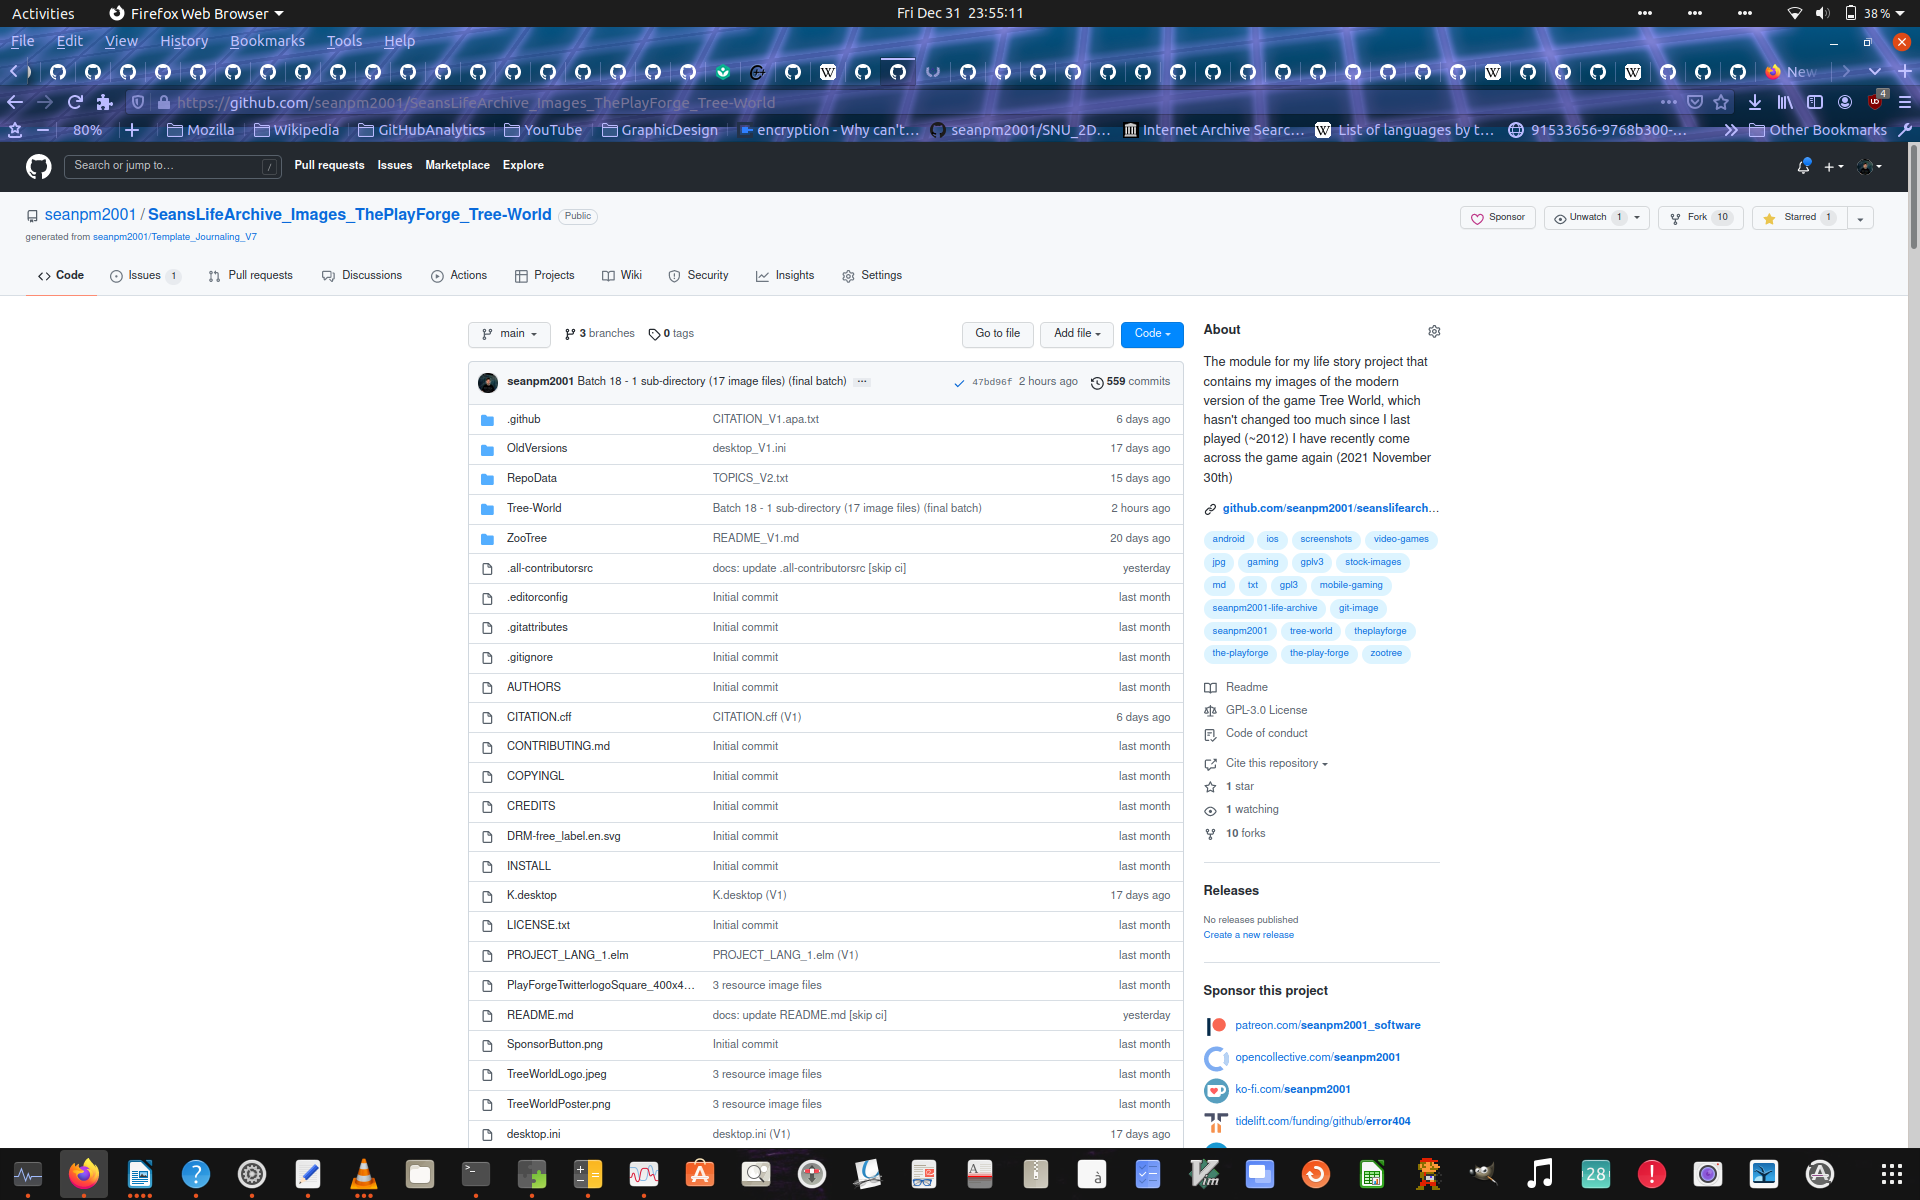 Activities Firefox Web Browser Fri Dec 31 23:55:11 38 %
File Edit View History Bookmarks Tools Help
New
https://github.com/seanpm2001/SeansLifeArchive_Images_ThePlayForge_Tree-World 4
80% Mozilla Wikipedia GitHubAnalytics YouTube GraphicDesign encryption - Why can't... seanpm2001/SNU_2D... Internet Archive Searc... List of languages by t... 91533656-9768b300-... Other Bookmarks
Search or jump to... / Pull requests Issues Marketplace Explore
seanpm2001 / SeansLifeArchive_Images_ThePlayForge_Tree-World Public Sponsor Unwatch 1 Fork 10 Starred 1
generated from seanpm2001/Template_Journaling_V7
Code Issues 1 Pull requests Discussions Actions Projects Wiki Security Insights Settings
main 3 branches 0 tags Go to file Add file Code
seanpm2001 Batch 18 - 1 sub-directory (17 image files) (final batch) ... 47bd96f 2 hours ago 559 commits
.github CITATION_V1.apa.txt 6 days ago
OldVersions desktop_V1.ini 17 days ago
RepoData TOPICS_V2.txt 15 days ago
Tree-World Batch 18 - 1 sub-directory (17 image files) (final batch) 2 hours ago
ZooTree README_V1.md 20 days ago
.all-contributorsrc docs: update .all-contributorsrc [skip ci] yesterday
.editorconfig Initial commit last month
.gitattributes Initial commit last month
.gitignore Initial commit last month
AUTHORS Initial commit last month
CITATION.cff CITATION.cff (V1) 6 days ago
CONTRIBUTING.md Initial commit last month
COPYINGL Initial commit last month
CREDITS Initial commit last month
DRM-free_label.en.svg Initial commit last month
INSTALL Initial commit last month
K.desktop K.desktop (V1) 17 days ago
LICENSE.txt Initial commit last month
PROJECT_LANG_1.elm PROJECT_LANG_1.elm (V1) last month
PlayForgeTwitterlogoSquare_400x4... 3 resource image files last month
README.md docs: update README.md [skip ci] yesterday
SponsorButton.png Initial commit last month
TreeWorldLogo.jpeg 3 resource image files last month
TreeWorldPoster.png 3 resource image files last month
desktop.ini desktop.ini (V1) 17 days ago
About
The module for my life story project that
contains my images of the modern
version of the game Tree World, which
hasn't changed too much since I last
played (~2012) I have recently come
across the game again (2021 November
30th)
github.com/seanpm2001/seanslifearch...
android ios screenshots video-games
jpg gaming gplv3 stock-images
md txt gpl3 mobile-gaming
seanpm2001-life-archive git-image
seanpm2001 tree-world theplayforge
the-playforge the-play-forge zootree
Readme
GPL-3.0 License
Code of conduct
Cite this repository
1 star
1 watching
10 forks
Releases
No releases published
Create a new release
Sponsor this project
patreon.com/seanpm2001_software
opencollective.com/seanpm2001
ko-fi.com/seanpm2001
tidelift.com/funding/github/error404
28